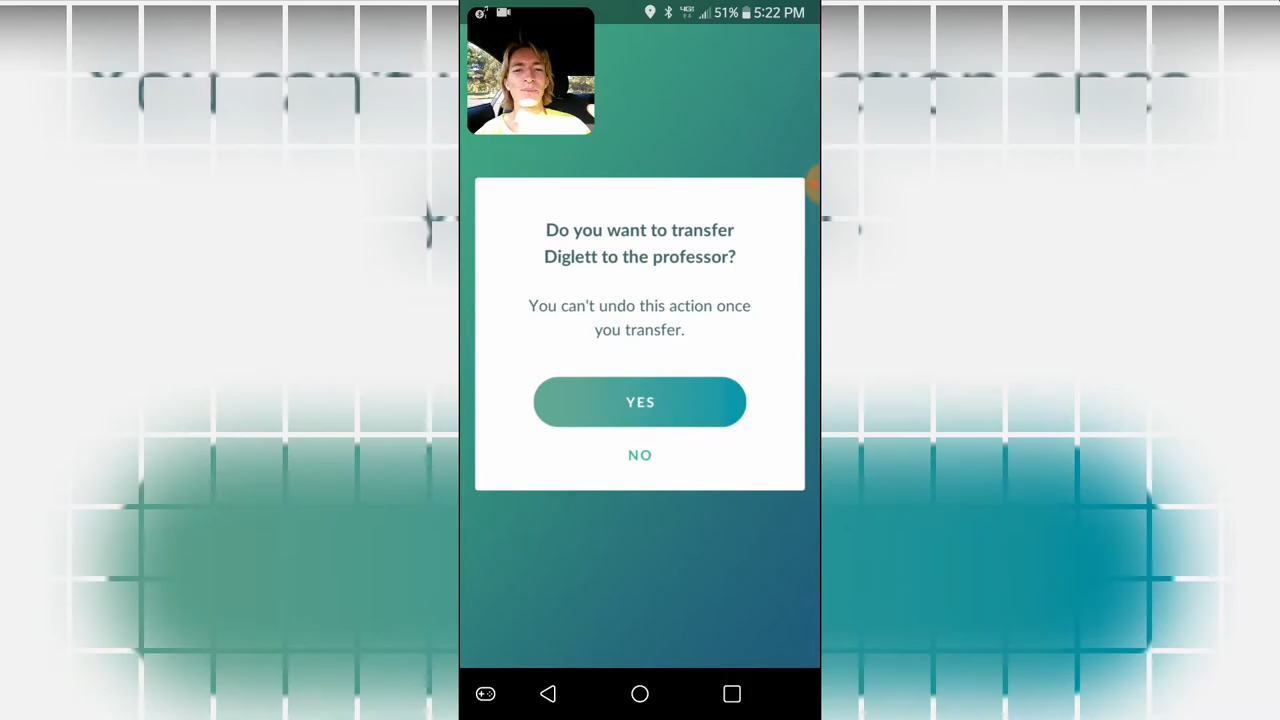 51% 5:22 PM
Do you want to transfer
Diglett to the professor?
You can't undo this action once
you transfer.
YES
NO